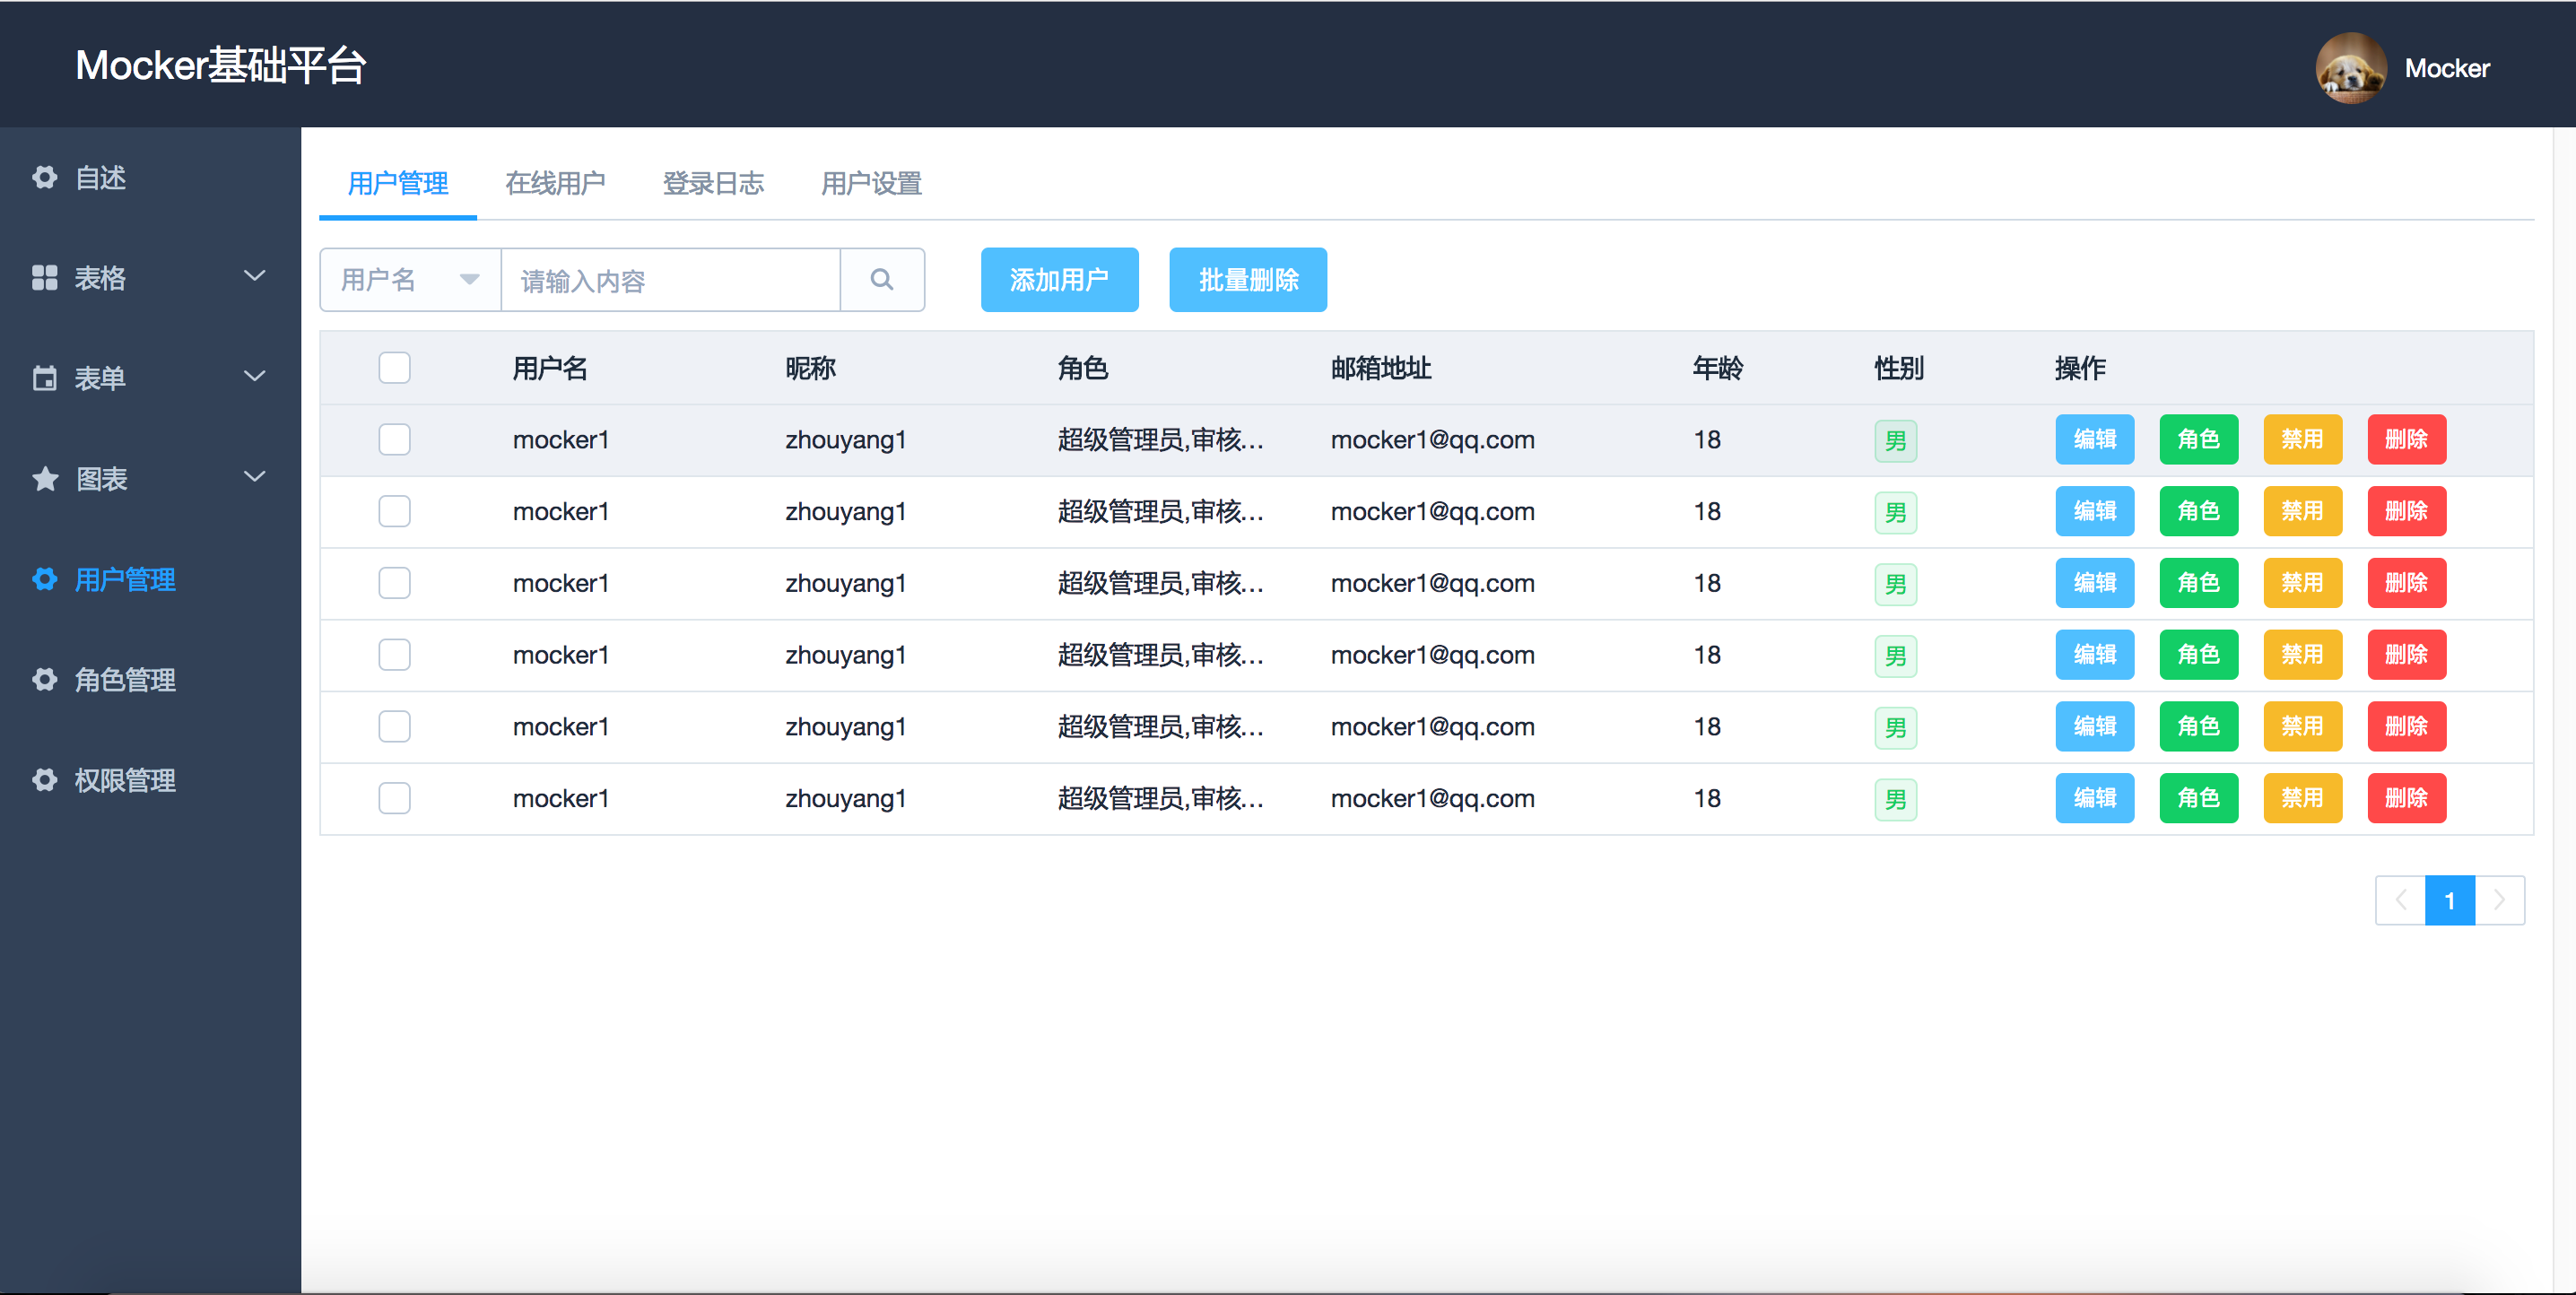 Mocker基础平台
Mocker
自述
表格
表单
图表
用户管理
角色管理
权限管理
用户管理 在线用户 登录日志 用户设置
用户名 请输入内容 添加用户 批量删除
用户名 昵称 角色 邮箱地址 年龄 性别 操作
mocker1 zhouyang1 超级管理员,审核... mocker1@qq.com 18 男 编辑 角色 禁用 删除
mocker1 zhouyang1 超级管理员,审核... mocker1@qq.com 18 男 编辑 角色 禁用 删除
mocker1 zhouyang1 超级管理员,审核... mocker1@qq.com 18 男 编辑 角色 禁用 删除
mocker1 zhouyang1 超级管理员,审核... mocker1@qq.com 18 男 编辑 角色 禁用 删除
mocker1 zhouyang1 超级管理员,审核... mocker1@qq.com 18 男 编辑 角色 禁用 删除
mocker1 zhouyang1 超级管理员,审核... mocker1@qq.com 18 男 编辑 角色 禁用 删除
1